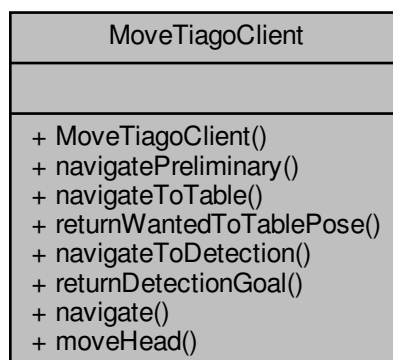 MoveTiagoClient
+ MoveTiagoClient()
+ navigatePreliminary()
+ navigateToTable()
+ returnWantedToTablePose()
+ navigateToDetection()
+ returnDetectionGoal()
+ navigate()
+ moveHead()